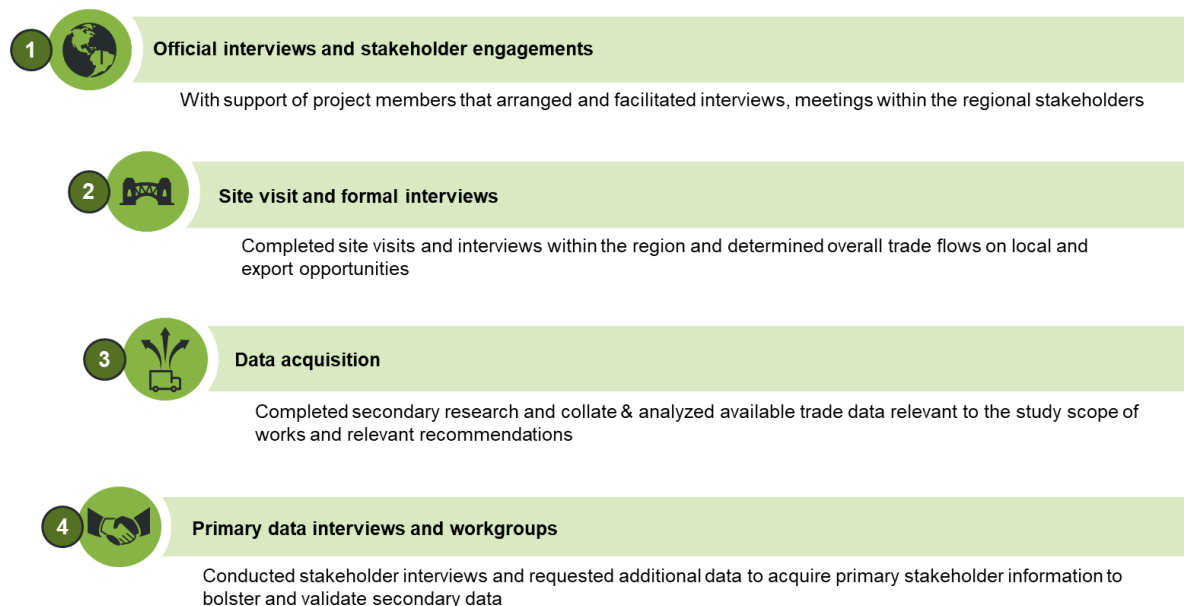 1
Official interviews and stakeholder engagements
With support of project members that arranged and facilitated interviews, meetings within the regional stakeholders
2
Site visit and formal interviews
Completed site visits and interviews within the region and determined overall trade flows on local and
export opportunities
3
Data acquisition
Completed secondary research and collate & analyzed available trade data relevant to the study scope of
works and relevant recommendations
4
Primary data interviews and workgroups
Conducted stakeholder interviews and requested additional data to acquire primary stakeholder information to
bolster and validate secondary data